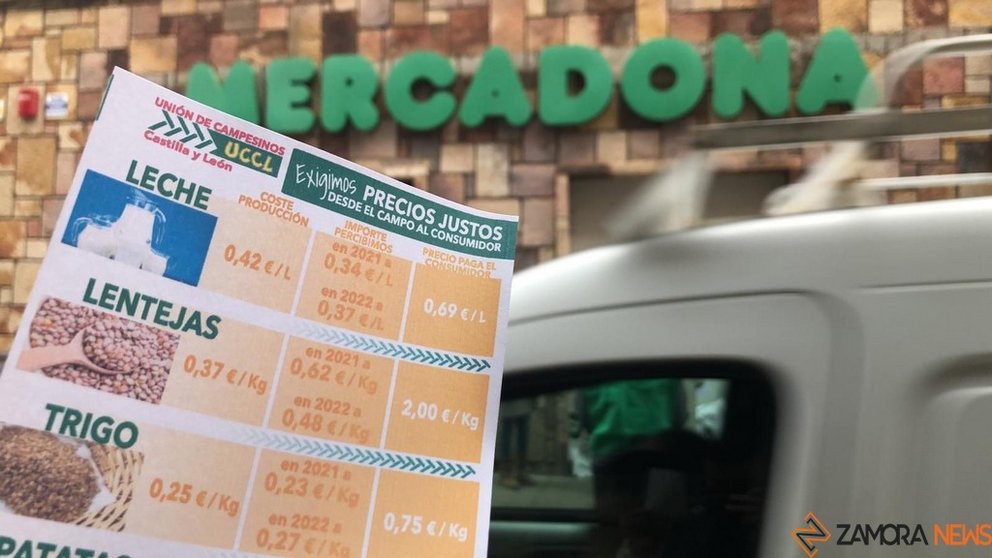 MERCADONA
UNIÓN DE CAMPESINOS
UCCL
Castilla y León
Exigimos PRECIOS JUSTOS
DESDE EL CAMPO AL CONSUMIDOR
LECHE
COSTE
PRODUCCIÓN
0,42 €/L
IMPORTE
PERCIBIMOS
en 2021 a
0,34 €/L
en 2022 a
0,37 €/L
PRECIO PAGA EL
CONSUMIDOR
0,69 €/L
LENTEJAS
0,37 €/Kg
en 2021 a
0,62 €/Kg
en 2022 a
0,48 €/Kg
2,00 €/Kg
TRIGO
0,25 €/Kg
en 2021 a
0,23 €/Kg
en 2022 a
0,27 €/Kg
0,75 €/Kg
PATATAS
ZAMORA NEWS